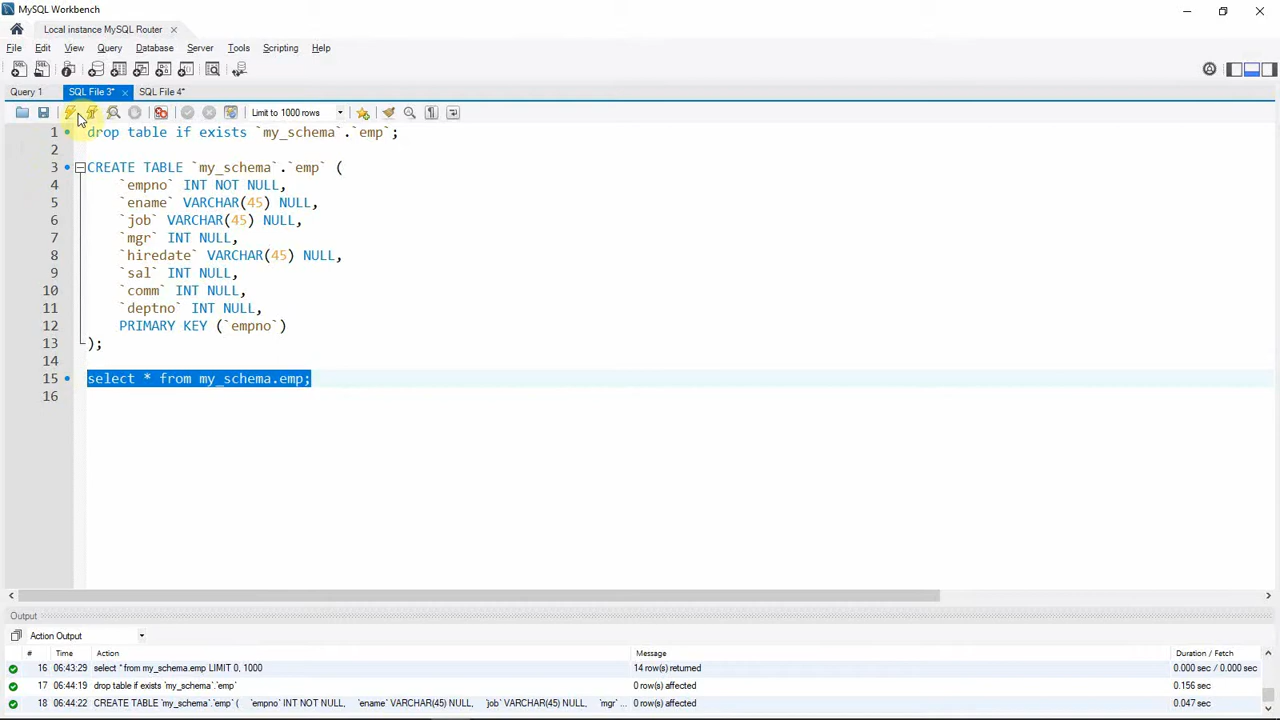 MySQL Workbench
Local instance MySQL Router
File Edit View Query Database Server Tools Scripting Help
Query 1 SQL File 3* SQL File 4*
Limit to 1000 rows
1 drop table if exists `my_schema`.`emp`;
2
3 CREATE TABLE `my_schema`.`emp` (
4 `empno` INT NOT NULL,
5 `ename` VARCHAR(45) NULL,
6 `job` VARCHAR(45) NULL,
7 `mgr` INT NULL,
8 `hiredate` VARCHAR(45) NULL,
9 `sal` INT NULL,
10 `comm` INT NULL,
11 `deptno` INT NULL,
12 PRIMARY KEY (`empno`)
13 );
14
15 select * from my_schema.emp;
16
Output
Action Output
# Time Action Message Duration / Fetch
16 06:43:29 select * from my_schema.emp LIMIT 0, 1000 14 row(s) returned 0.000 sec / 0.000 sec
17 06:44:19 drop table if exists `my_schema`.`emp` 0 row(s) affected 0.156 sec
18 06:44:22 CREATE TABLE `my_schema`.`emp` ( `empno` INT NOT NULL, `ename` VARCHAR(45) NULL, `job` VARCHAR(45) NULL, `mgr` ... 0 row(s) affected 0.047 sec